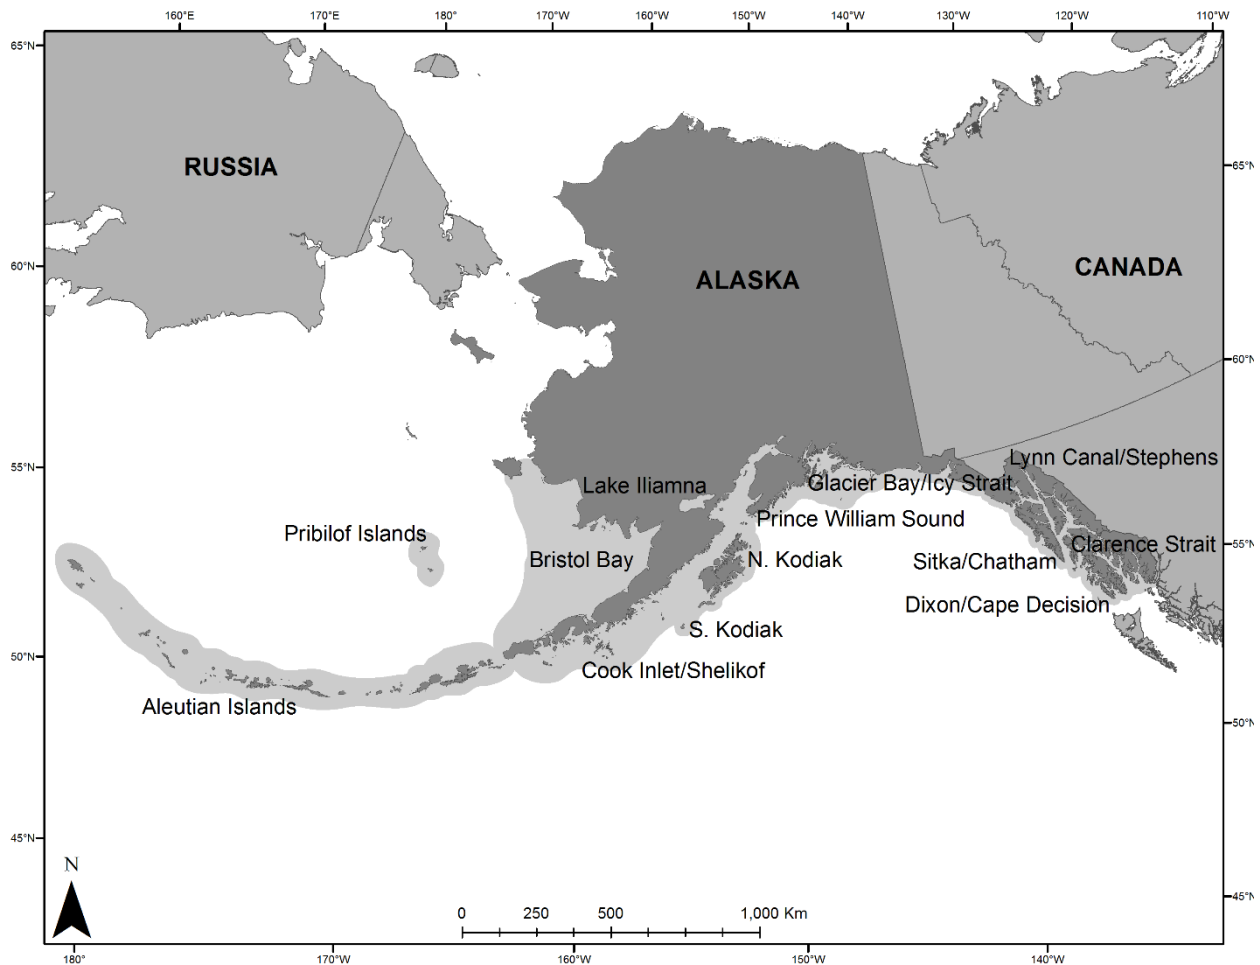 160°E 170°E 180° 170°W 160°W 150°W 140°W 130°W 120°W 110°W
65°N
65°N
RUSSIA
60°N
CANADA
ALASKA
60°N
55°N
Lynn Canal/Stephens
Lake Iliamna
Glacier Bay/Icy Strait
Prince William Sound
Pribilof Islands
55°N
Clarence Strait
Bristol Bay
N. Kodiak
Sitka/Chatham
Dixon/Cape Decision
S. Kodiak
50°N
Cook Inlet/Shelikof
Aleutian Islands
50°N
45°N
N
45°N
0 250 500 1,000 Km
180° 170°W 160°W 150°W 140°W